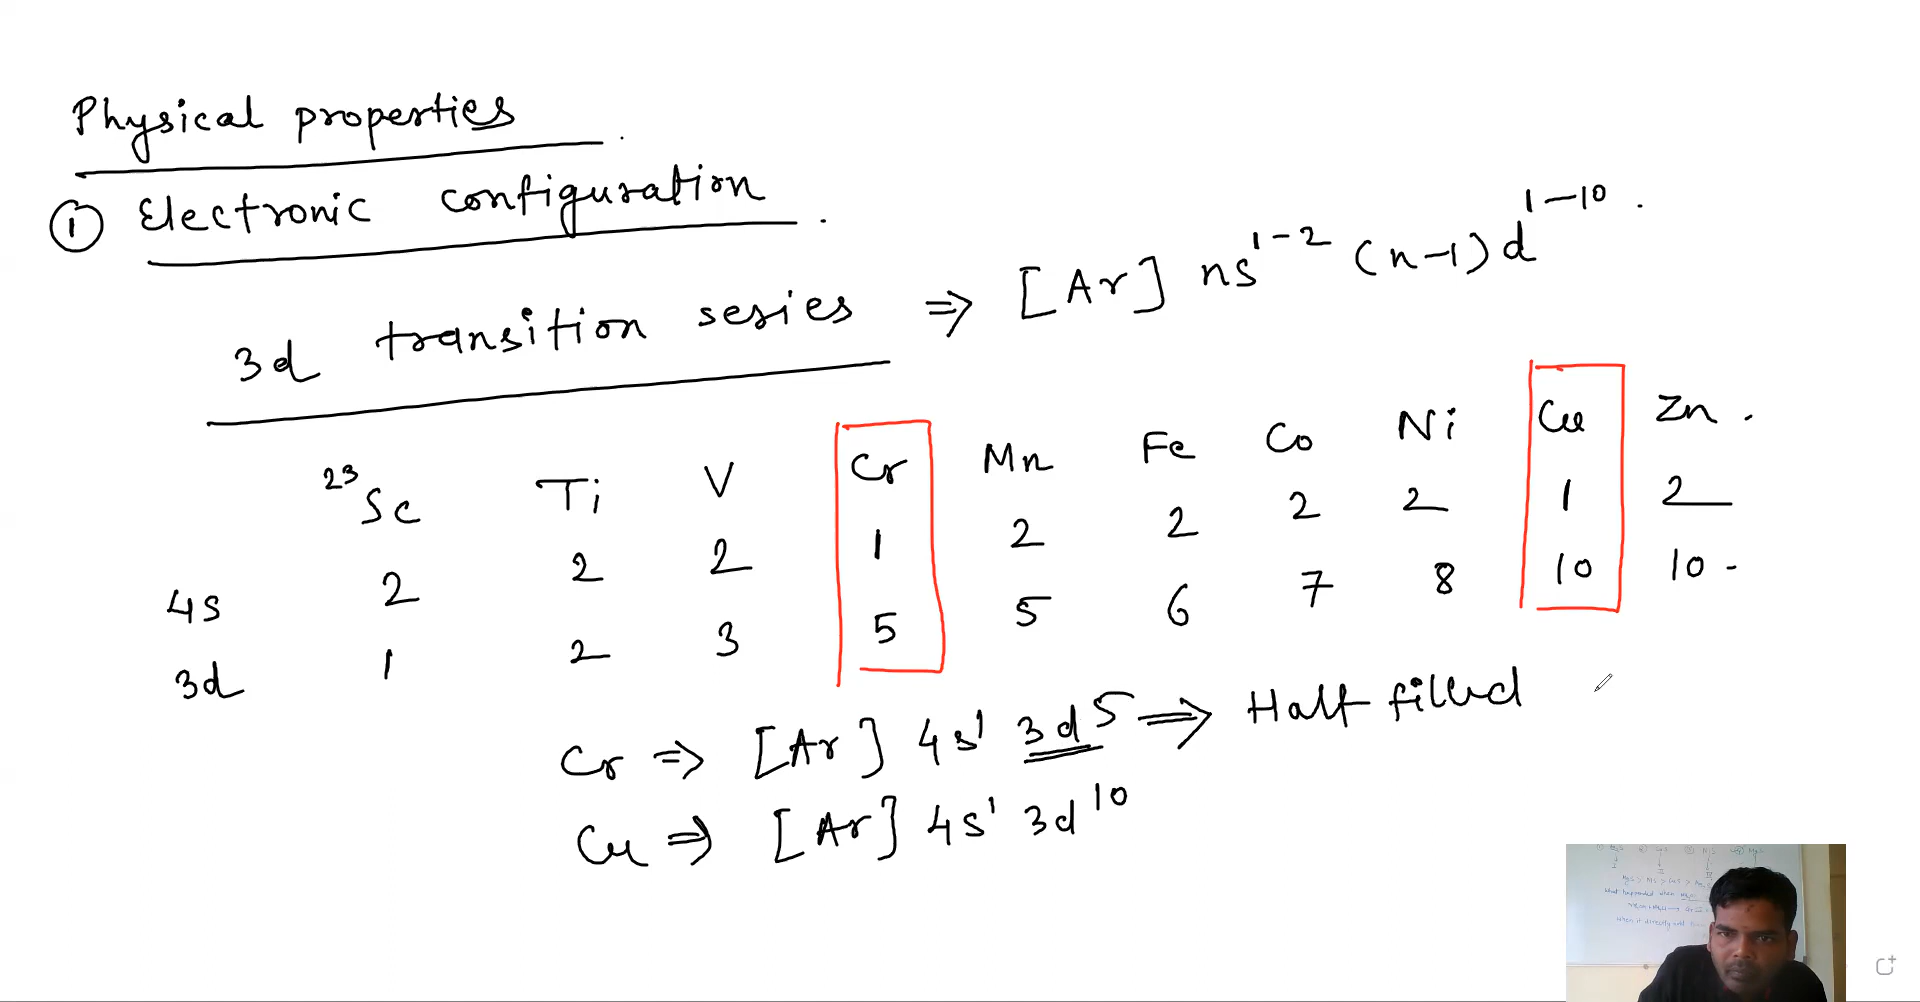 Physical properties
① Electronic configuration.
3d transition series ⇒ [Ar] ns¹⁻² (n-1)d¹⁻¹⁰.
²³Sc Ti V Cr Mn Fe Co Ni Cu Zn.
4s 2 2 2 1 2 2 2 2 1 2
3d 1 2 3 5 5 6 7 8 10 10-
Cr ⇒ [Ar] 4s¹ 3d⁵ ⇒ Half filled
Cu ⇒ [Ar] 4s¹ 3d¹⁰